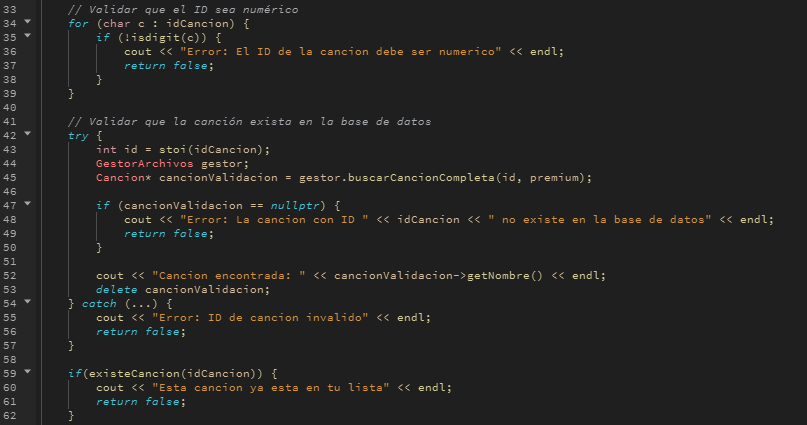 33 // Validar que el ID sea numérico
34 for (char c : idCancion) {
35 if (!isdigit(c)) {
36 cout << "Error: El ID de la cancion debe ser numerico" << endl;
37 return false;
38 }
39 }
40
41 // Validar que la canción exista en la base de datos
42 try {
43 int id = stoi(idCancion);
44 GestorArchivos gestor;
45 Cancion* cancionValidacion = gestor.buscarCancionCompleta(id, premium);
46
47 if (cancionValidacion == nullptr) {
48 cout << "Error: La cancion con ID " << idCancion << " no existe en la base de datos" << endl;
49 return false;
50 }
51
52 cout << "Cancion encontrada: " << cancionValidacion->getNombre() << endl;
53 delete cancionValidacion;
54 } catch (...) {
55 cout << "Error: ID de cancion invalido" << endl;
56 return false;
57 }
58
59 if(existeCancion(idCancion)) {
60 cout << "Esta cancion ya esta en tu lista" << endl;
61 return false;
62 }